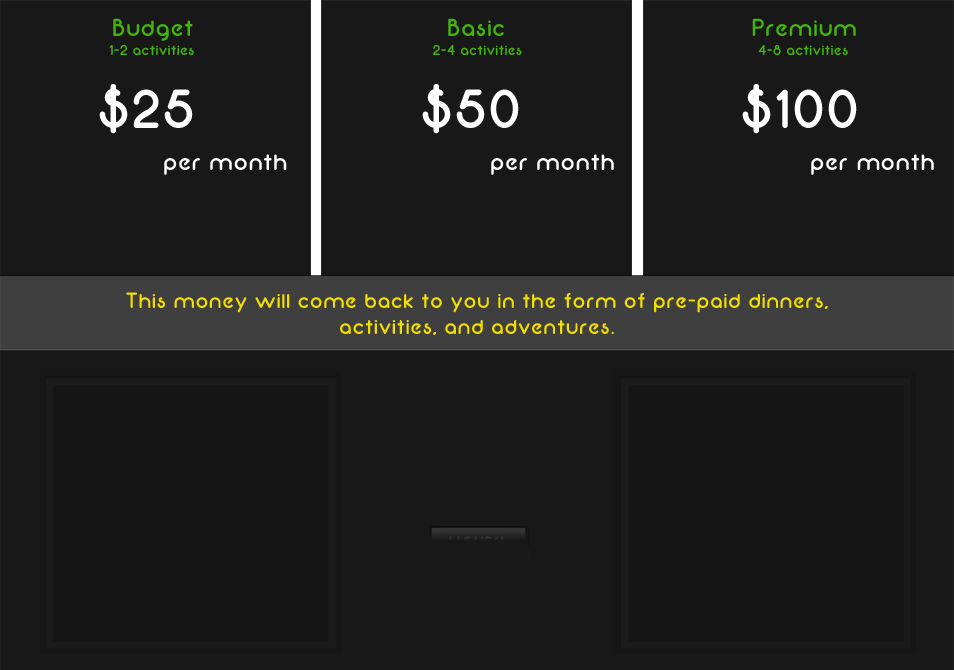 Budget
1-2 activities
$25
per month
Basic
2-4 activities
$50
per month
Premium
4-8 activities
$100
per month
This money will come back to you in the form of pre-paid dinners,
activities, and adventures.